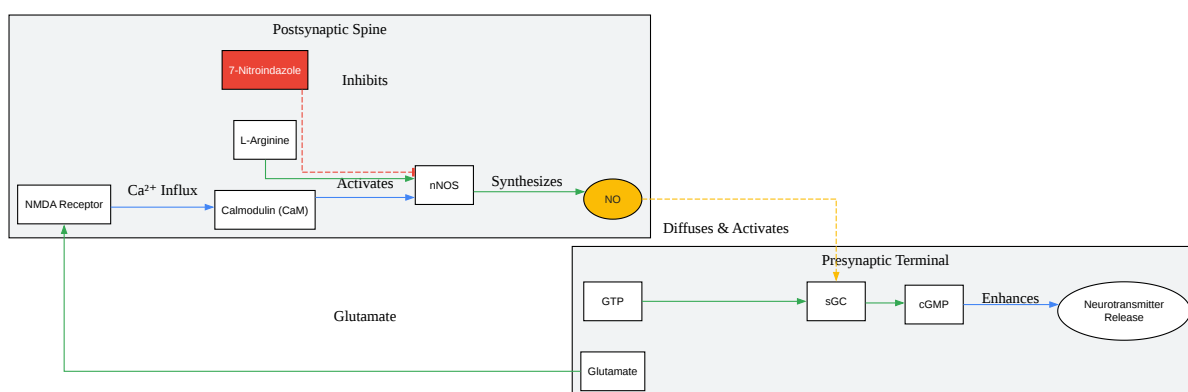 Postsynaptic Spine
7-Nitroindazole
Inhibits
L-Arginine
NMDA Receptor
Ca²⁺ Influx
Calmodulin (CaM)
Activates
nNOS
Synthesizes
NO
Diffuses & Activates
Presynaptic Terminal
GTP
sGC
cGMP
Enhances
Neurotransmitter
Release
Glutamate
Glutamate